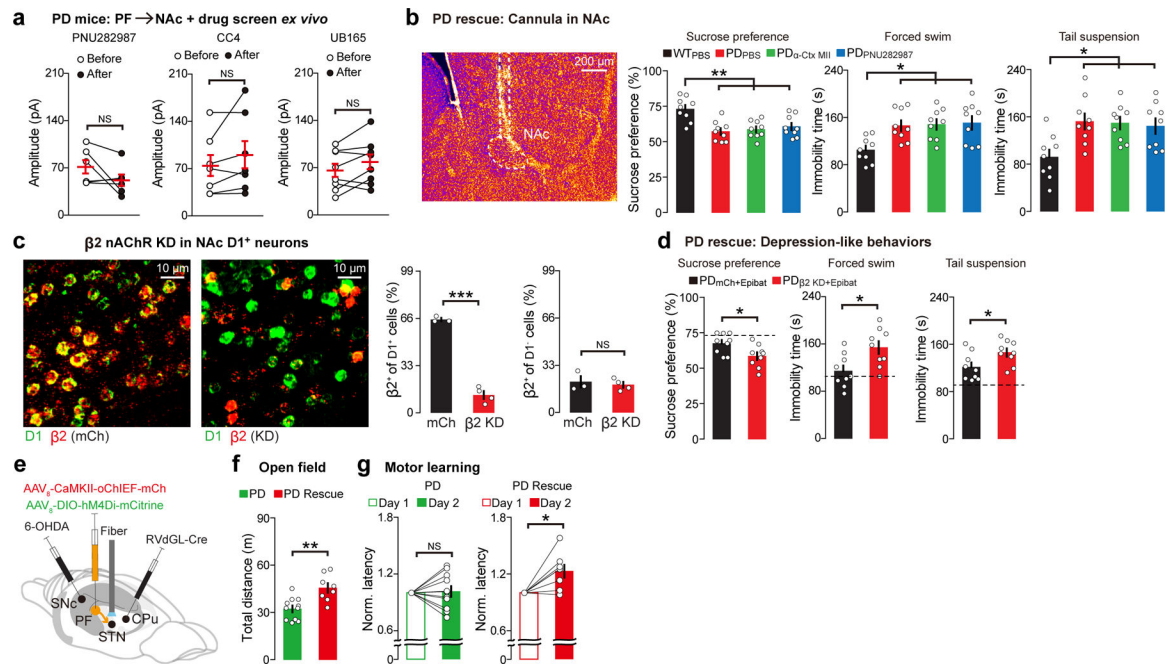 a
PD mice: PF →NAc + drug screen ex vivo
PNU282987
Before
After
Amplitude (pA)
210
140
70
0
NS
CC4
Before
After
Amplitude (pA)
210
140
70
0
NS
UB165
Before
After
Amplitude (pA)
210
140
70
0
NS
b
PD rescue: Cannula in NAc
200 µm
NAc
WTPBS
PDPBS
PDα-Ctx MII
PDPNU282987
Sucrose preference
Sucrose preference (%)
100
75
50
25
0
**
Forced swim
Immobility time (s)
240
160
80
0
*
Tail suspension
Immobility time (s)
240
160
80
0
*
c
β2 nAChR KD in NAc D1+ neurons
10 µm
D1 β2 (mCh)
10 µm
D1 β2 (KD)
β2+ of D1+ cells (%)
99
66
33
0
***
mCh β2 KD
β2+ of D1- cells (%)
99
66
33
0
NS
mCh β2 KD
d
PD rescue: Depression-like behaviors
PDmCh+Epibat
PDβ2 KD+Epibat
Sucrose preference
Sucrose preference (%)
100
75
50
25
0
*
Forced swim
Immobility time (s)
240
160
80
0
*
Tail suspension
Immobility time (s)
270
180
90
0
*
e
AAV8-CaMKII-oChIEF-mCh
AAV8-DIO-hM4Di-mCitrine
6-OHDA
Fiber
RVdGL-Cre
SNc
PF
STN
CPu
f
Open field
PD
PD Rescue
Total distance (m)
90
60
30
0
**
g
Motor learning
PD
Day 1
Day 2
Norm. latency
1.8
1.4
1.0
0.6
0
NS
PD Rescue
Day 1
Day 2
Norm. latency
1.8
1.2
0.6
0
*